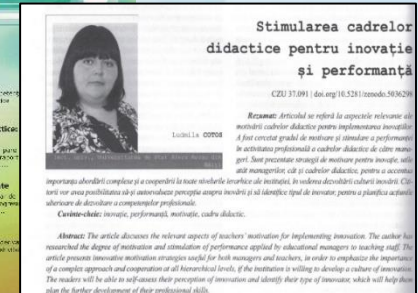 Stimularea cadrelor
didactice pentru inovație
și performanță
CZU 37.091 | doi.org/10.5281/zenodo.5036298
Rezumat: Articolul se referă la aspectele relevante ale
motivării cadrelor didactice pentru implementarea inovațiilor.
A fost cercetat gradul de motivare și stimulare a performanței
în activitatea profesională a cadrelor didactice de către mana-
geri. Sunt prezentate strategii de motivare pentru inovație, utile
atât managerilor, cât și cadrelor didactice, pentru a accentua
Ludmila COTOS
importanța abordării complexe și a cooperării la toate nivelurile ierarhice ale instituției, în vederea dezvoltării culturii inovării. Citi-
torii vor avea posibilitatea să-și autoevalueze percepția asupra inovării și să identifice tipul de inovator, pentru a planifica acțiunile
ulterioare de dezvoltare a competențelor profesionale.
Cuvinte-cheie: inovație, performanță, motivație, cadru didactic.
Abstract: The article discusses the relevant aspects of teachers' motivation for implementing innovation. The author has
researched the degree of motivation and stimulation of performance applied by educational managers to teaching staff. The
article presents innovative motivation strategies useful for both managers and teachers, in order to emphasize the importance
of a complex approach and cooperation at all hierarchical levels, if the institution is willing to develop a culture of innovation.
The readers will be able to self-assess their perception of innovation and identify their type of innovator, which will help them
plan the further development of their professional skills.